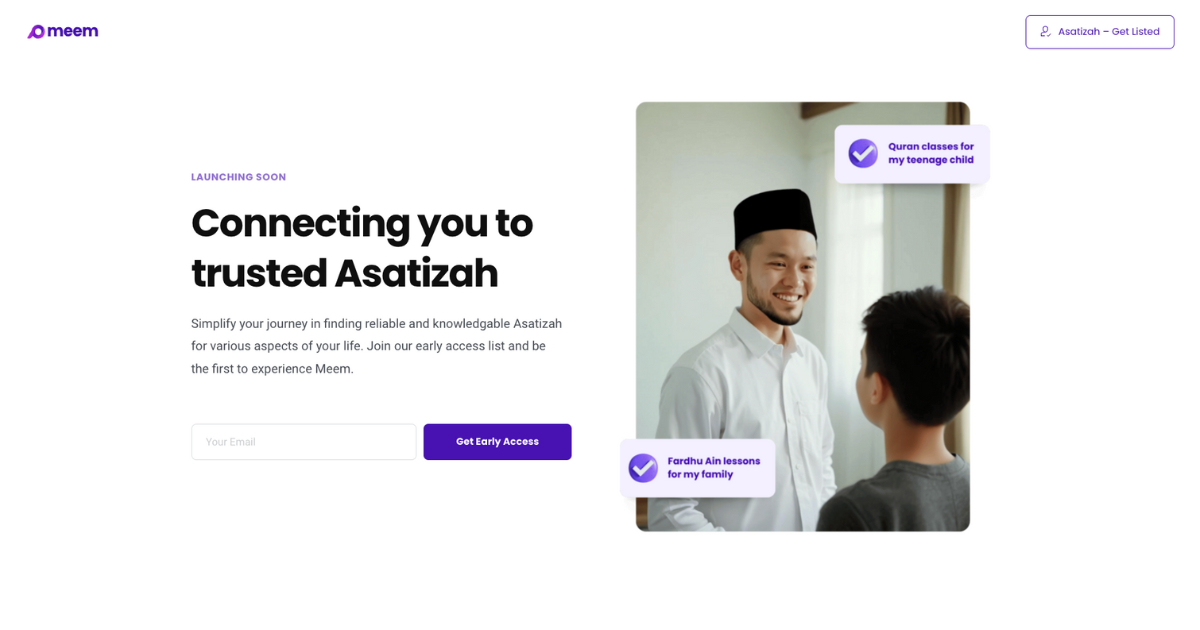 meem
Asatizah – Get Listed
LAUNCHING SOON
Connecting you to
trusted Asatizah
Simplify your journey in finding reliable and knowledgable Asatizah
for various aspects of your life. Join our early access list and be
the first to experience Meem.
Your Email
Get Early Access
Quran classes for
my teenage child
Fardhu Ain lessons
for my family